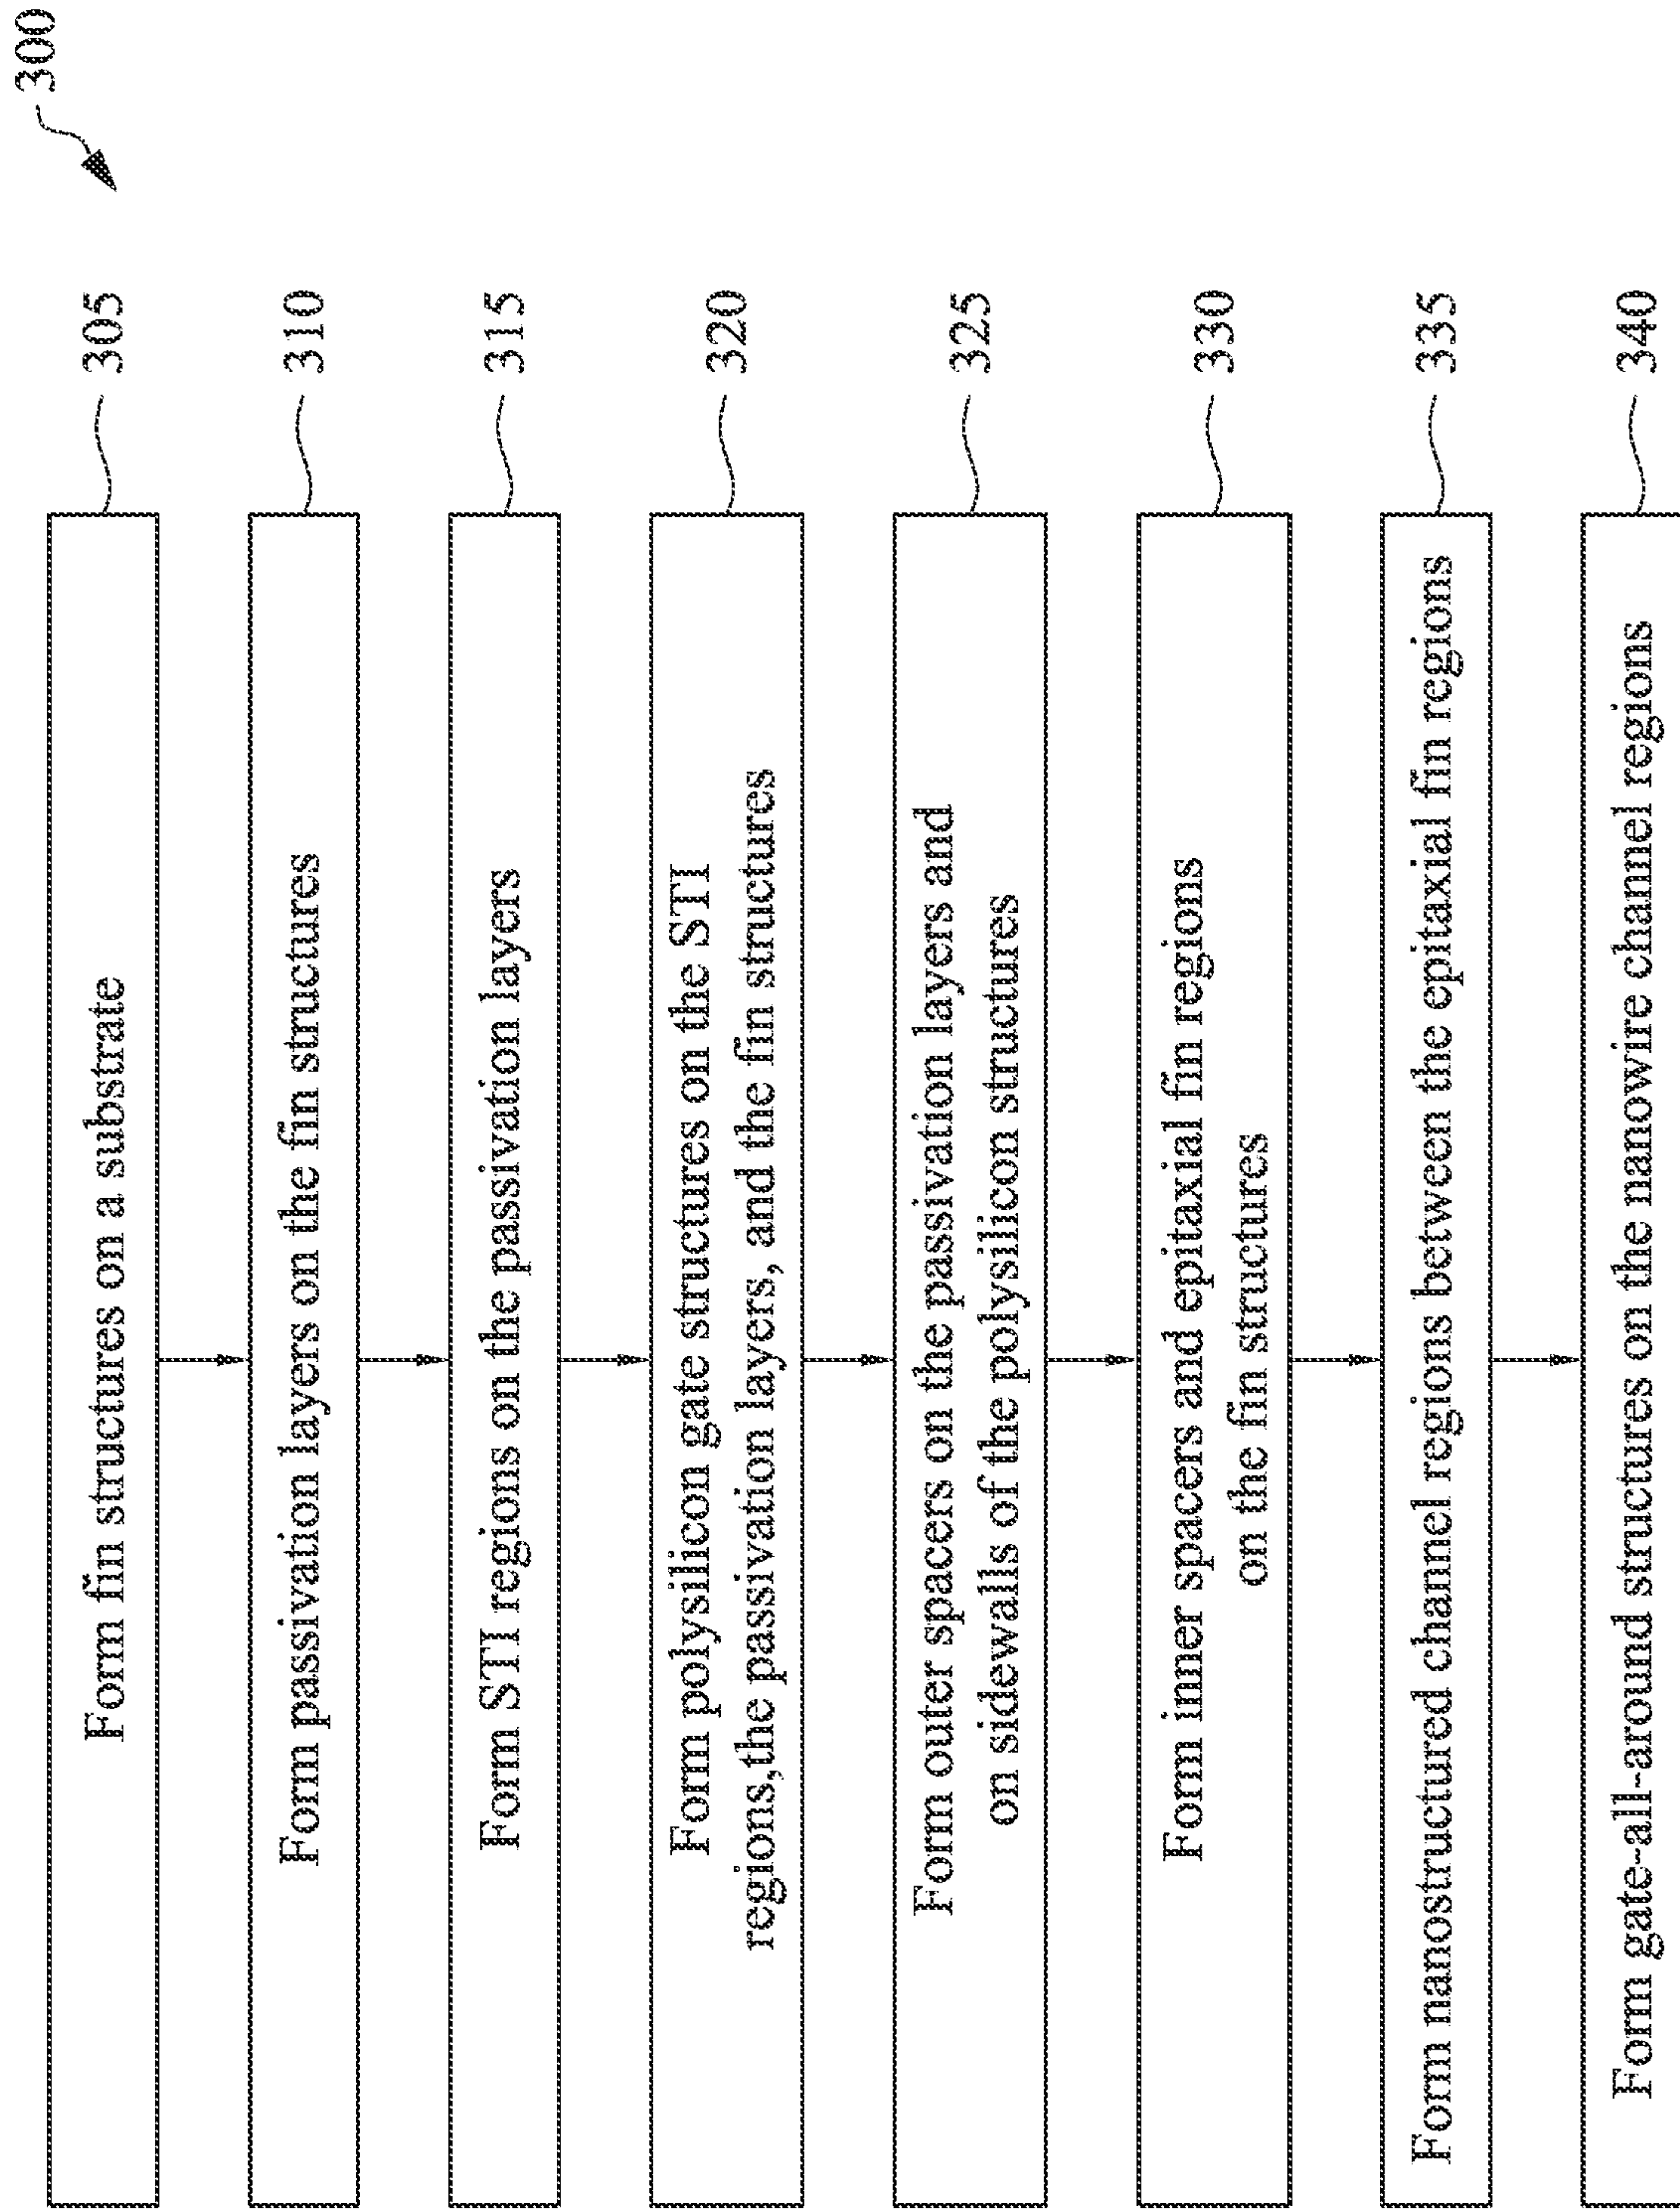 300
Form fin structures on a substrate
305
Form passivation layers on the fin structures
310
Form STI regions on the passivation layers
315
Form polysilicon gate structures on the STI
regions,the passivation layers, and the fin structures
320
Form outer spacers on the passivation layers and
on sidewalls of the polysilicon structures
325
Form inner spacers and epitaxial fin regions
on the fin structures
330
Form nanostructured channel regions between the epitaxial fin regions
335
Form gate-all-around structures on the nanowire channel regions
340